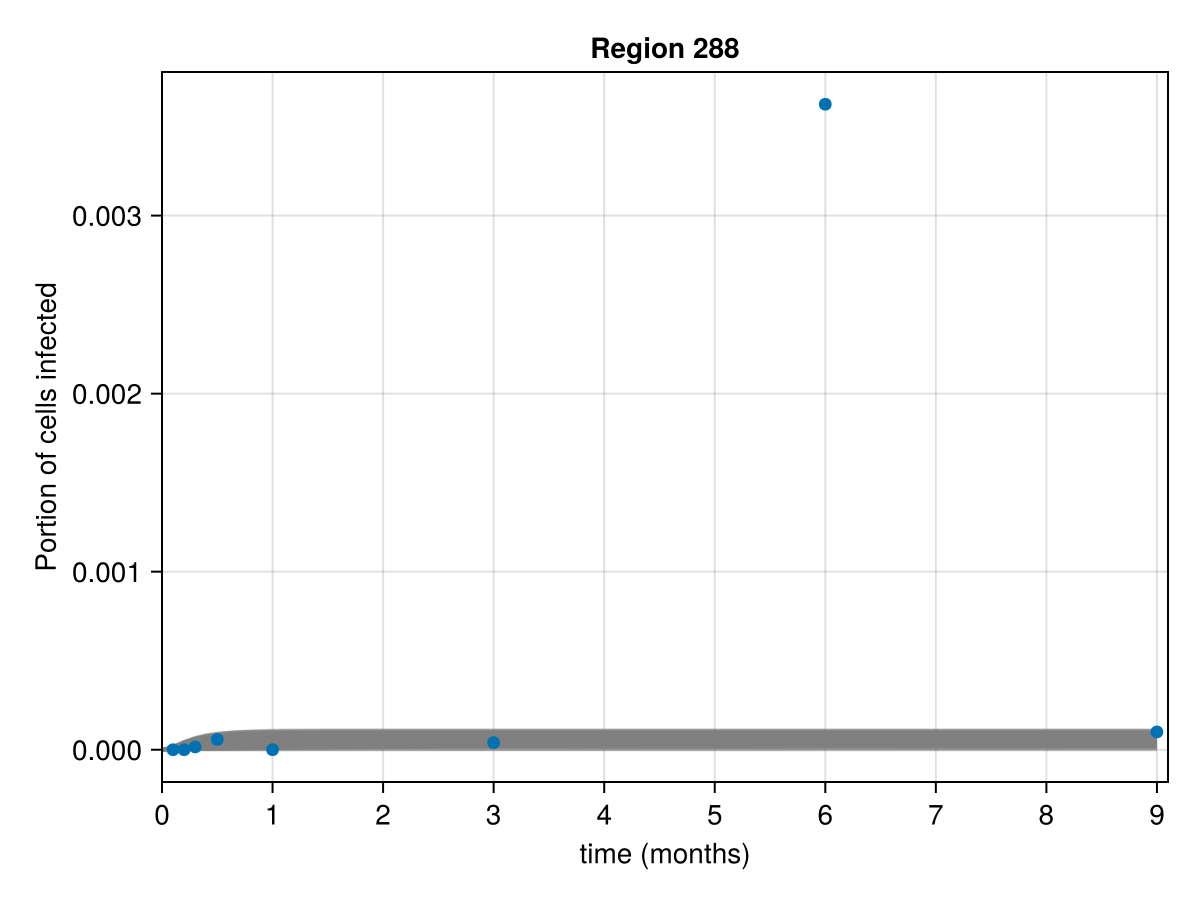 Region 288
Portion of cells infected
0.003
0.002
0.001
0.000
0 1 2 3 4 5 6 7 8 9
time (months)